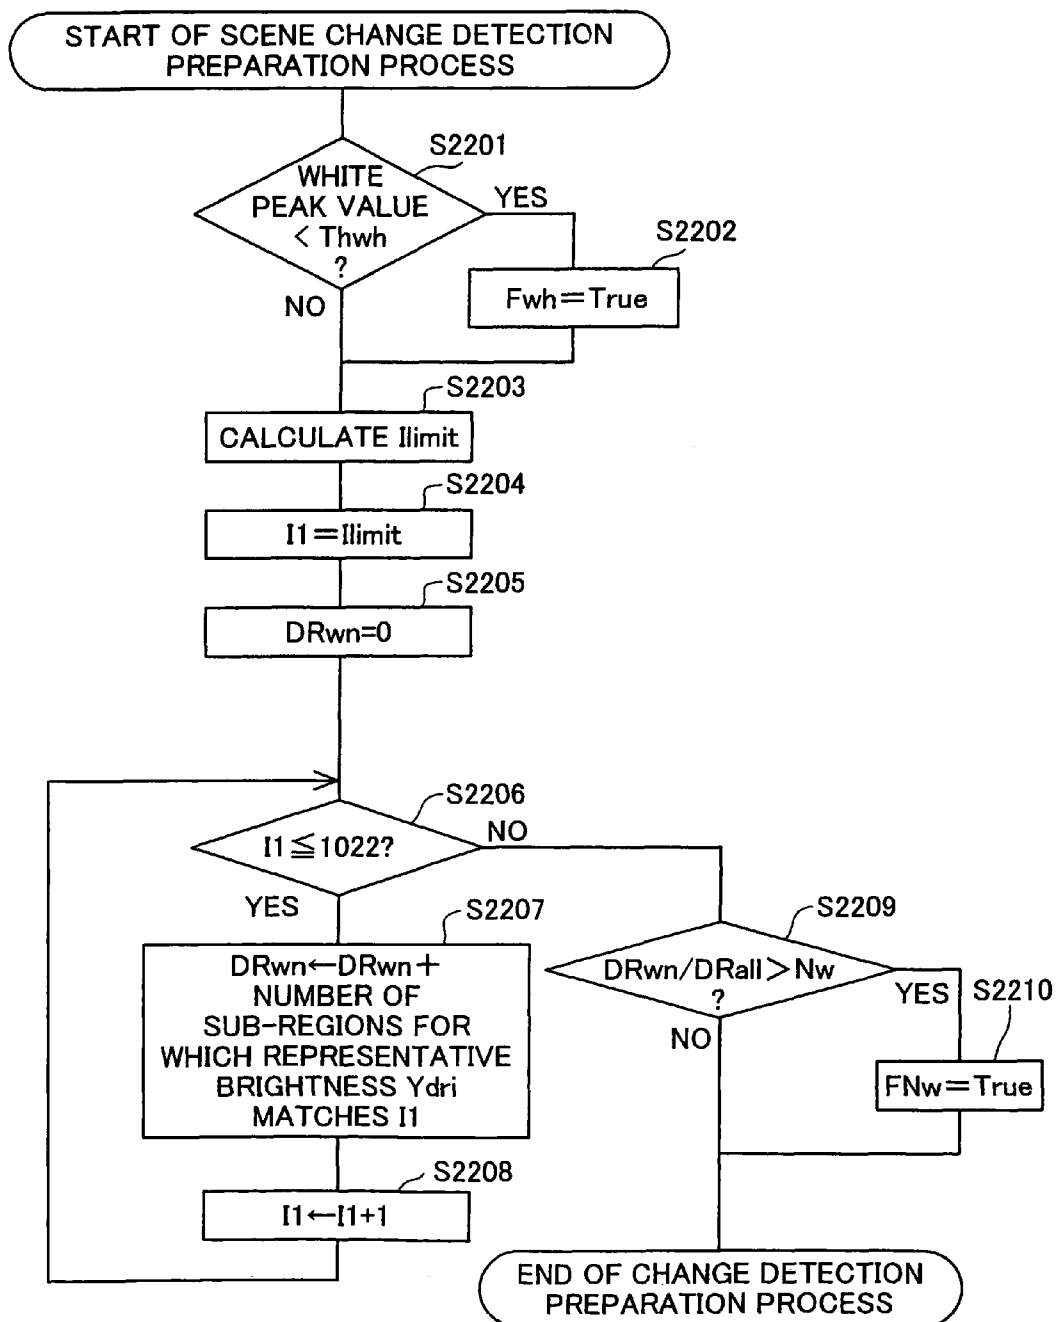 START OF SCENE CHANGE DETECTION
PREPARATION PROCESS
S2201
WHITE
PEAK VALUE
< Thwh
?
YES
NO
S2202
Fwh=True
S2203
CALCULATE Ilimit
S2204
I1=Ilimit
S2205
DRwn=0
S2206
I1≦1022?
NO
YES
S2207
DRwn←DRwn+
NUMBER OF
SUB-REGIONS FOR
WHICH REPRESENTATIVE
BRIGHTNESS Ydri
MATCHES I1
S2208
I1←I1+1
S2209
DRwn/DRall>Nw
?
YES
NO
S2210
FNw=True
END OF CHANGE DETECTION
PREPARATION PROCESS